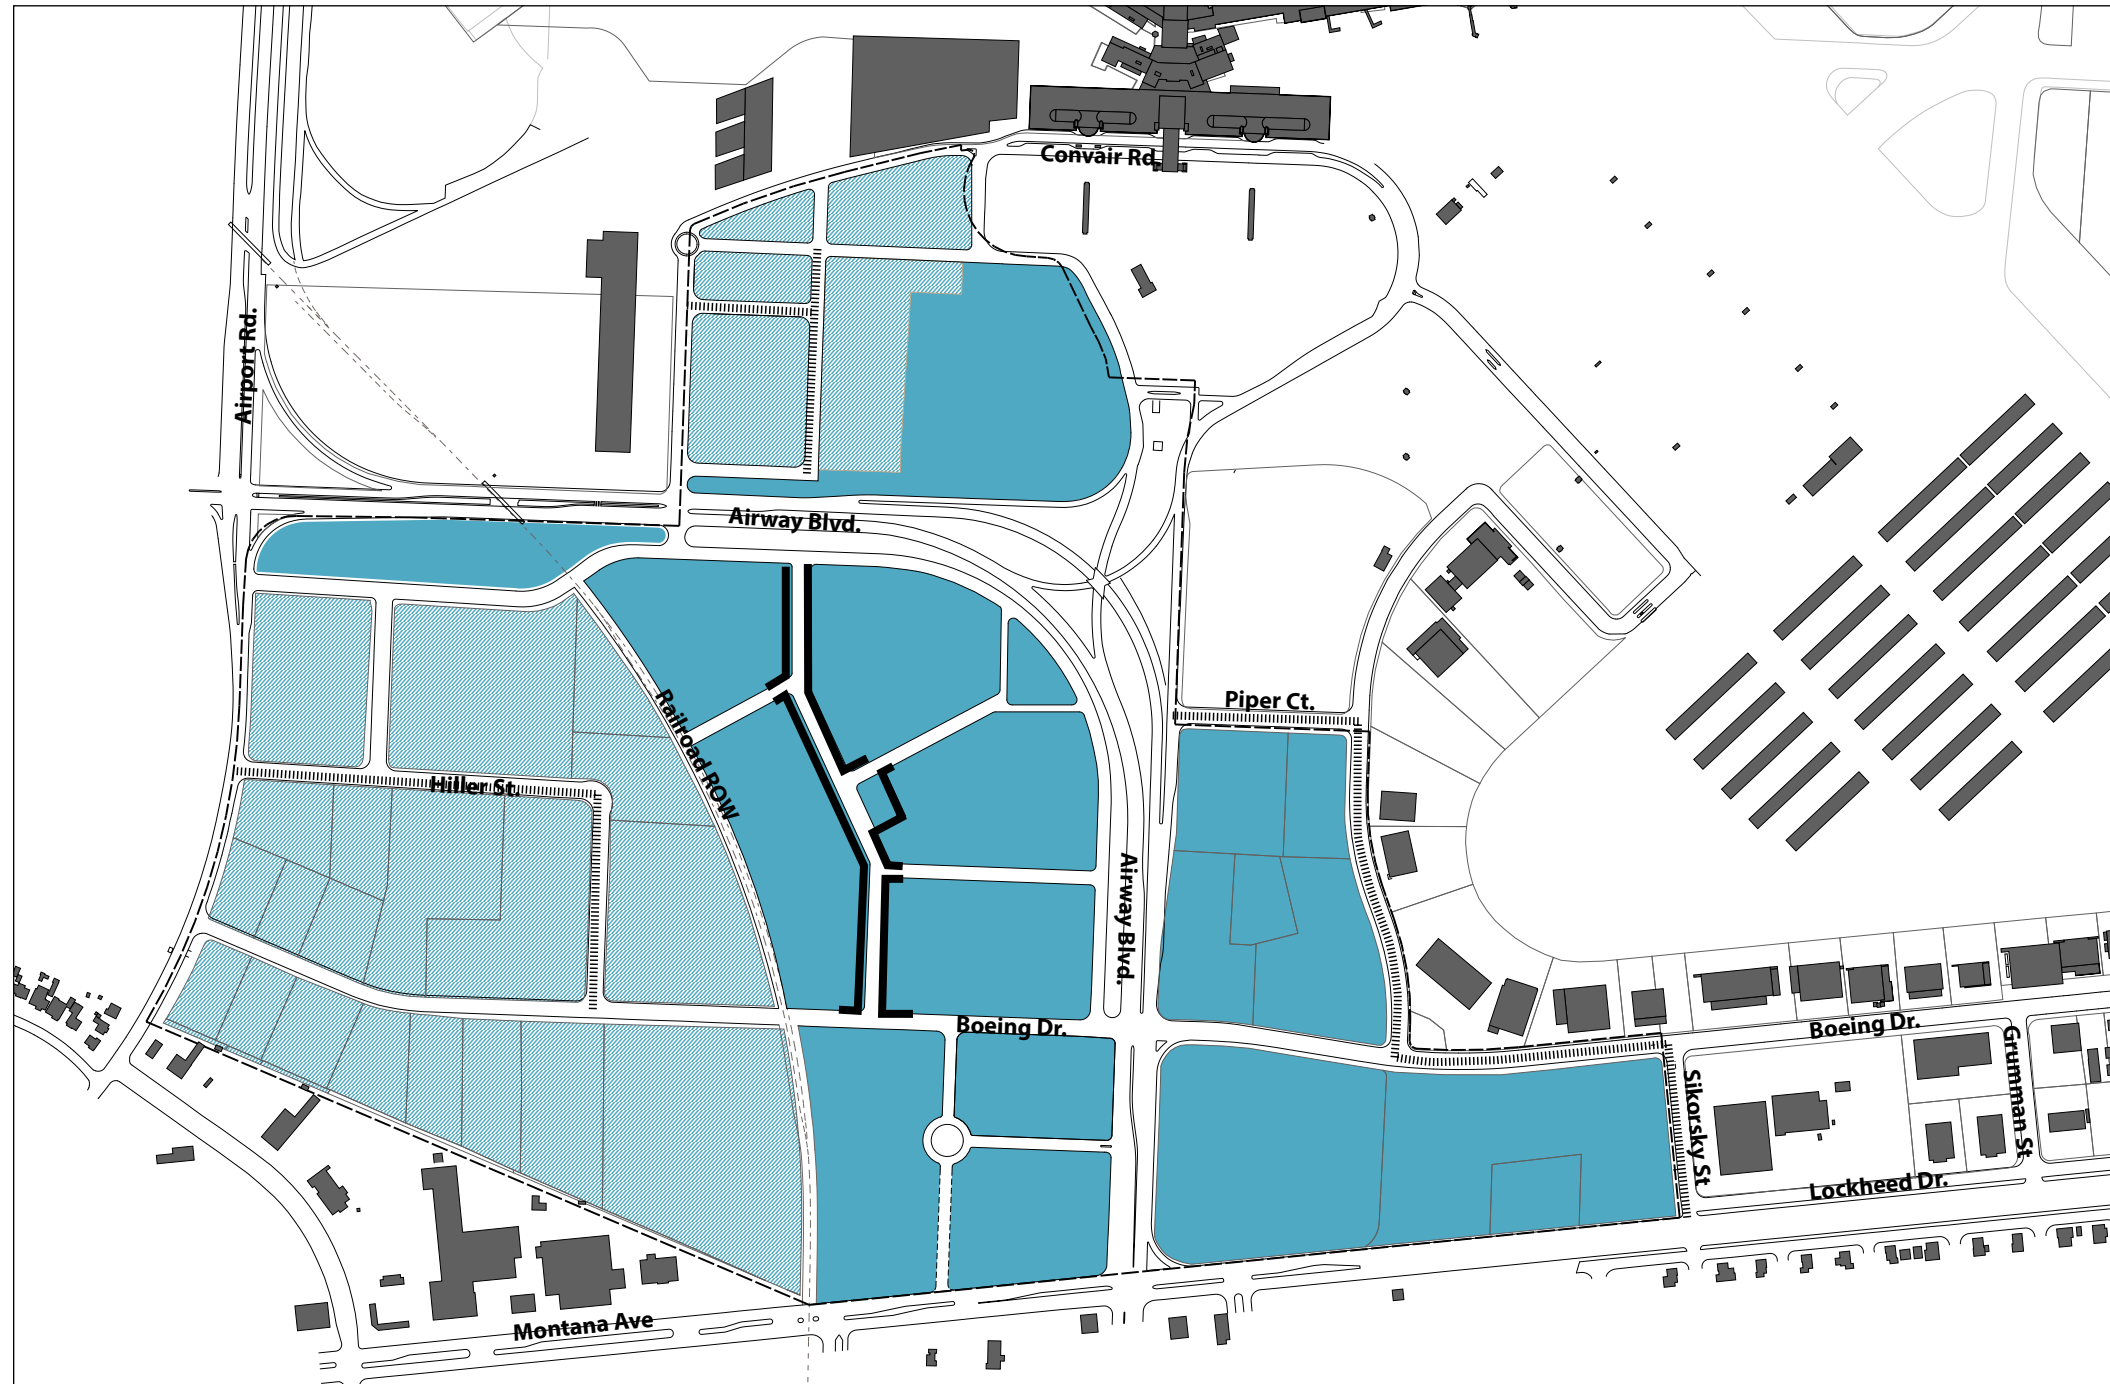 Convair Rd.
Airport Rd.
Airway Blvd.
Railroad ROW
Piper Ct.
Hiller St.
Airway Blvd.
Boeing Dr.
Boeing Dr.
Grumman St
Sikorsky St
Lockheed Dr.
Montana Ave